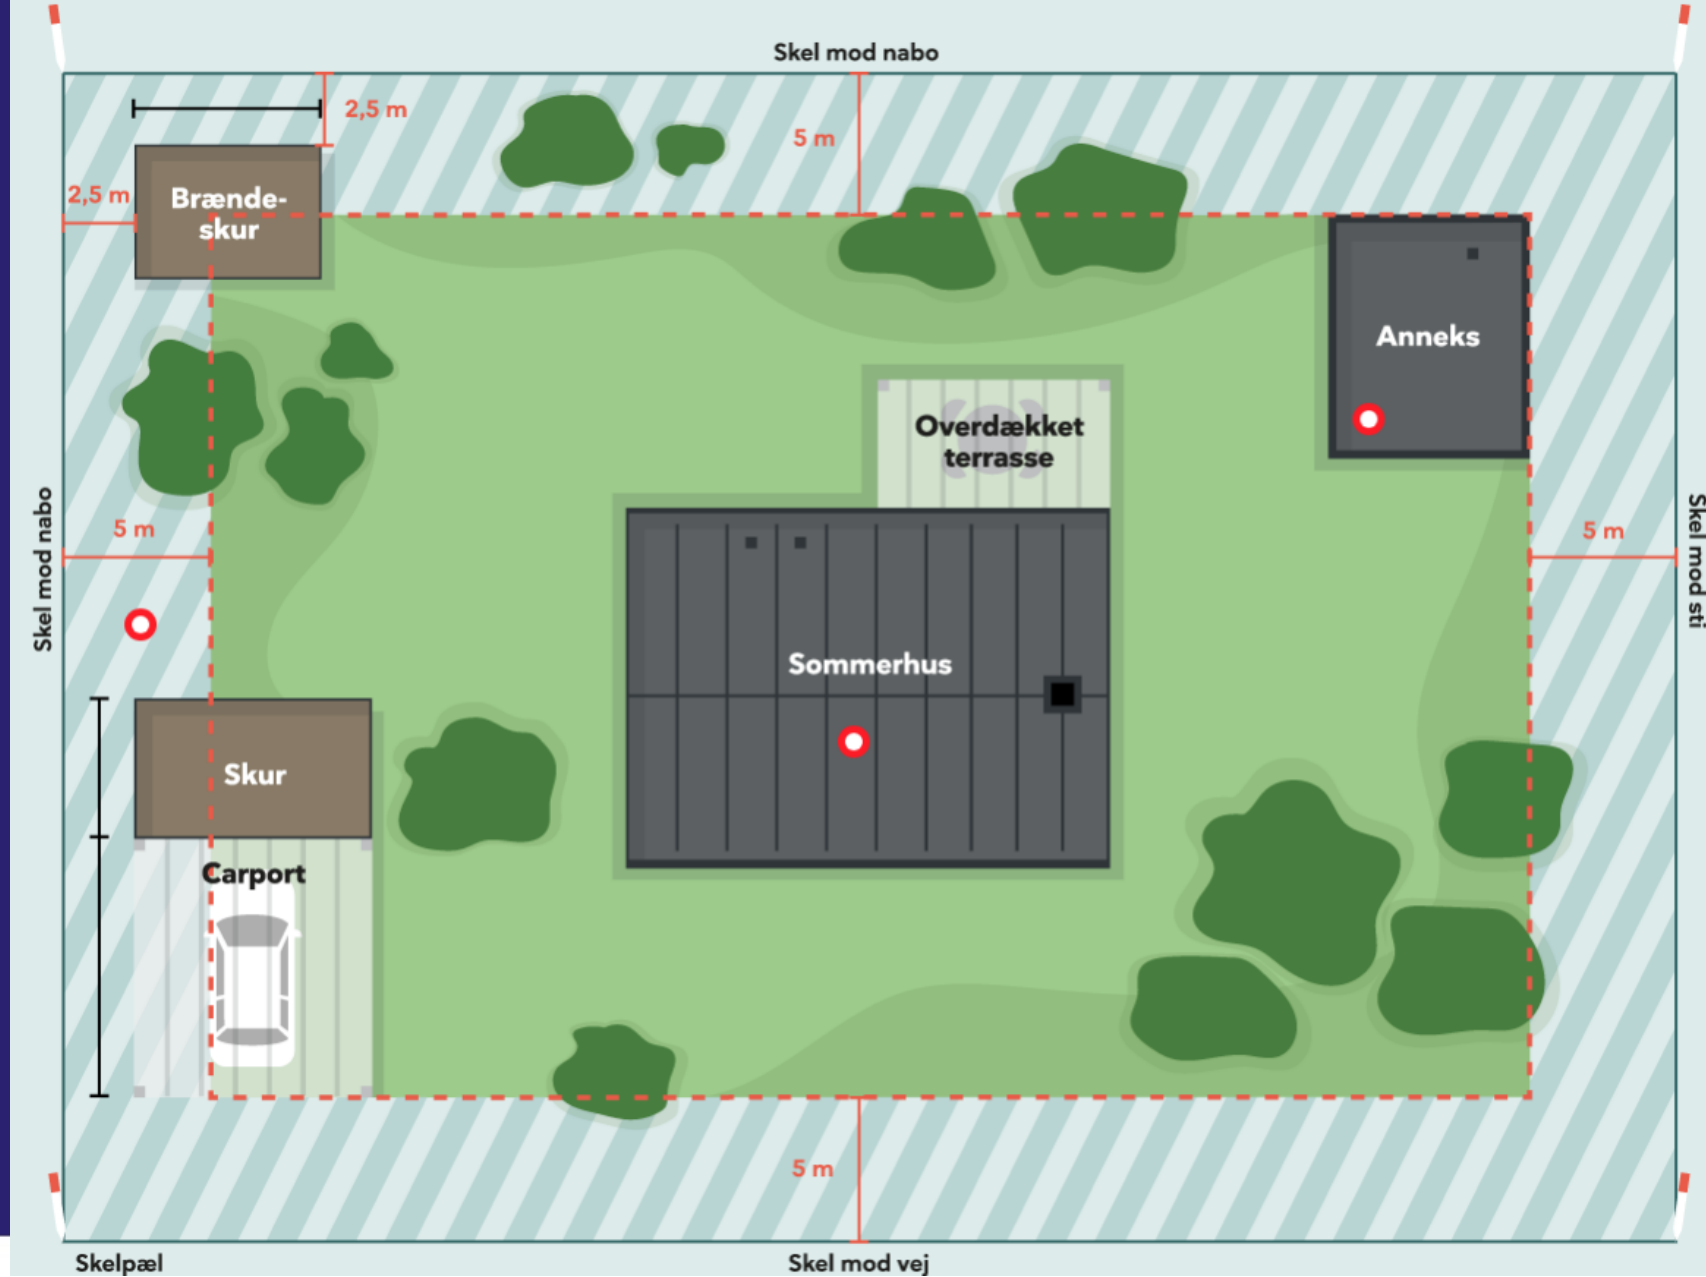 Skel mod nabo
2,5 m
5 m
2,5 m
Brænde-
skur
Anneks
Overdækket
terrasse
Skel mod nabo
5 m
5 m
Skel mod sti
Sommerhus
Skur
Carport
5 m
Skelpæl
Skel mod vej